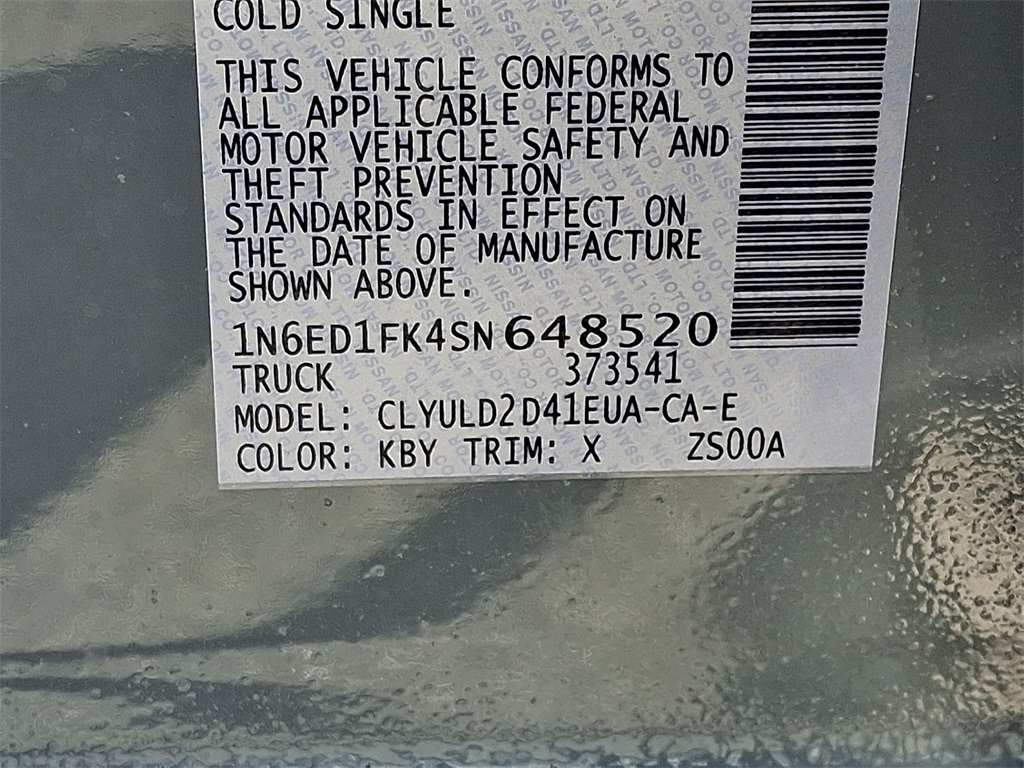 COLD SINGLE
THIS VEHICLE CONFORMS TO
ALL APPLICABLE FEDERAL
MOTOR VEHICLE SAFETY AND
THEFT PREVENTION
STANDARDS IN EFFECT ON
THE DATE OF MANUFACTURE
SHOWN ABOVE.
1N6ED1FK4SN648520
TRUCK 373541
MODEL: CLYULD2D41EUA-CA-E
COLOR: KBY TRIM: X ZS00A